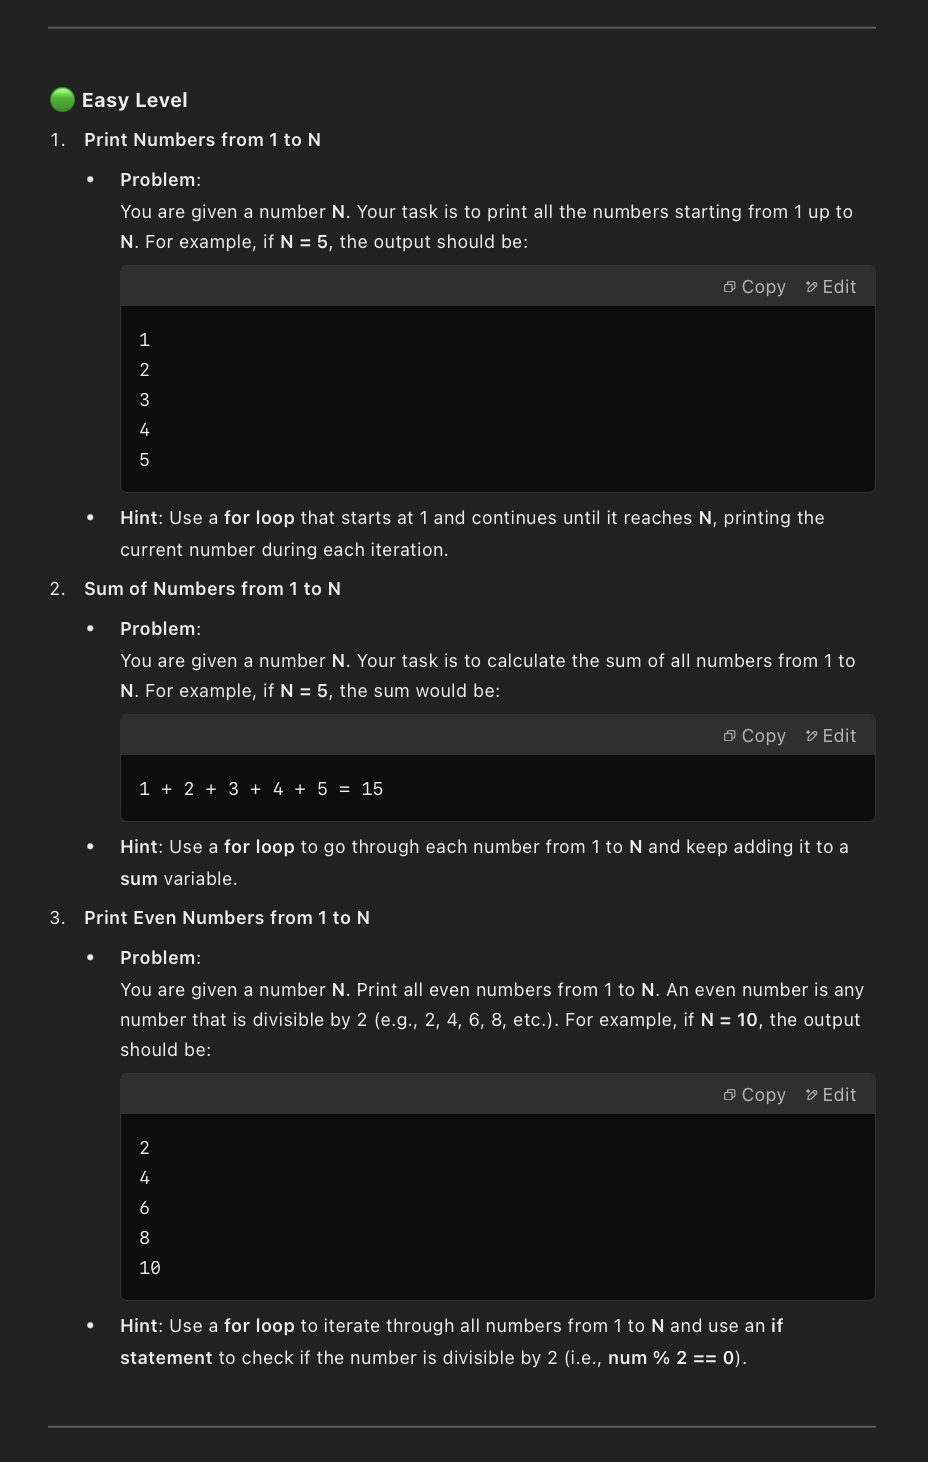 🟢 Easy Level
1. Print Numbers from 1 to N
• Problem:
You are given a number N. Your task is to print all the numbers starting from 1 up to
N. For example, if N = 5, the output should be:
Copy Edit
1
2
3
4
5
• Hint: Use a for loop that starts at 1 and continues until it reaches N, printing the
current number during each iteration.
2. Sum of Numbers from 1 to N
• Problem:
You are given a number N. Your task is to calculate the sum of all numbers from 1 to
N. For example, if N = 5, the sum would be:
Copy Edit
1 + 2 + 3 + 4 + 5 = 15
• Hint: Use a for loop to go through each number from 1 to N and keep adding it to a
sum variable.
3. Print Even Numbers from 1 to N
• Problem:
You are given a number N. Print all even numbers from 1 to N. An even number is any
number that is divisible by 2 (e.g., 2, 4, 6, 8, etc.). For example, if N = 10, the output
should be:
Copy Edit
2
4
6
8
10
• Hint: Use a for loop to iterate through all numbers from 1 to N and use an if
statement to check if the number is divisible by 2 (i.e., num % 2 == 0).